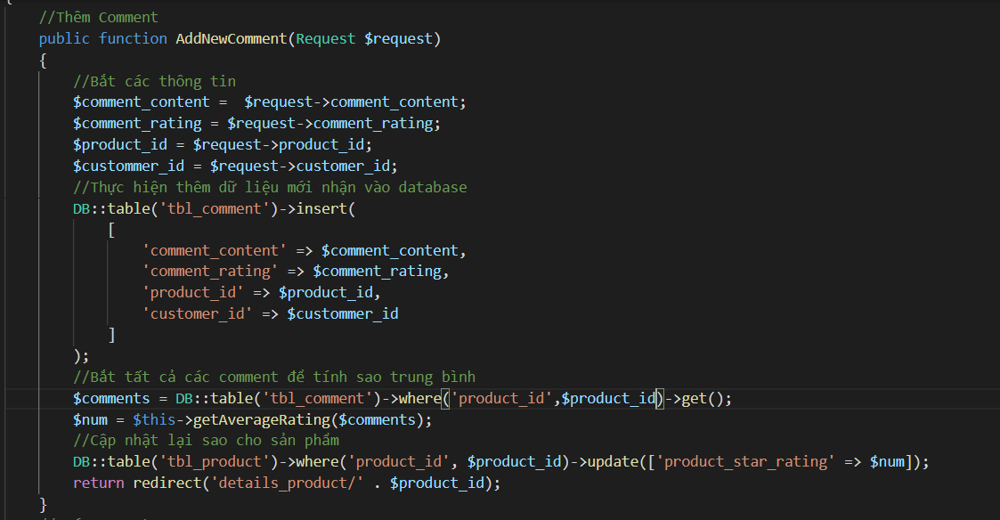 {
//Thêm Comment
public function AddNewComment(Request $request)
{
//Bắt các thông tin
$comment_content =  $request->comment_content;
$comment_rating = $request->comment_rating;
$product_id = $request->product_id;
$custommer_id = $request->customer_id;
//Thực hiện thêm dữ liệu mới nhận vào database
DB::table('tbl_comment')->insert(
[
'comment_content' => $comment_content,
'comment_rating' => $comment_rating,
'product_id' => $product_id,
'customer_id' => $custommer_id
]
);
//Bắt tất cả các comment để tính sao trung bình
$comments = DB::table('tbl_comment')->where('product_id',$product_id)->get();
$num = $this->getAverageRating($comments);
//Cập nhật lại sao cho sản phẩm
DB::table('tbl_product')->where('product_id', $product_id)->update(['product_star_rating' => $num]);
return redirect('details_product/' . $product_id);
}